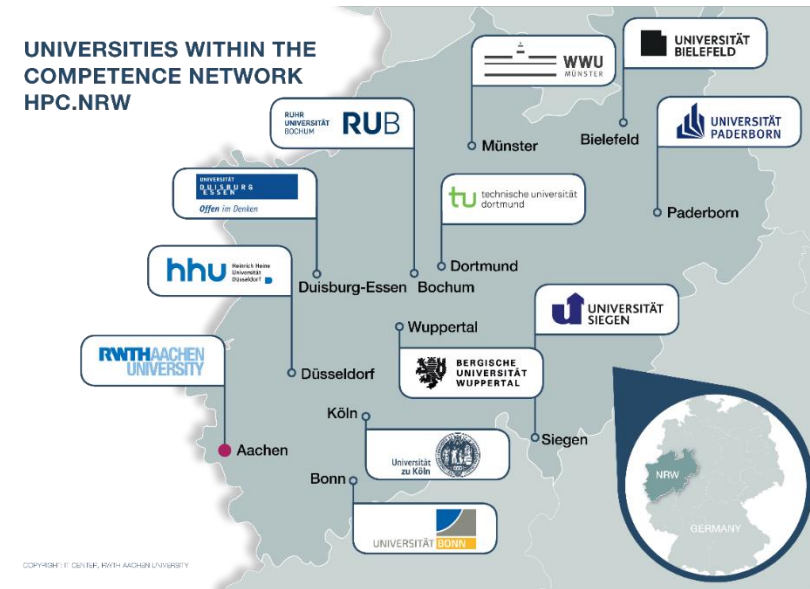 UNIVERSITIES WITHIN THE
COMPETENCE NETWORK
HPC.NRW
WWU
MÜNSTER
UNIVERSITÄT
BIELEFELD
RUHR
UNIVERSITÄT
BOCHUM
RUB
UNIVERSITÄT
PADERBORN
Münster
Bielefeld
UNIVERSITÄT
DUISBURG
ESSEN
Offen im Denken
tu technische universität
dortmund
Paderborn
hhu Heinrich Heine
Universität
Düsseldorf
Dortmund
Duisburg-Essen
Bochum
UNIVERSITÄT
SIEGEN
Wuppertal
RWTHAACHEN
UNIVERSITY
BERGISCHE
UNIVERSITÄT
WUPPERTAL
Düsseldorf
Köln
Siegen
Aachen
Universität
zu Köln
Bonn
NRW
UNIVERSITÄT BONN
GERMANY
COPYRIGHT: IT CENTER, RWTH AACHEN UNIVERSITY